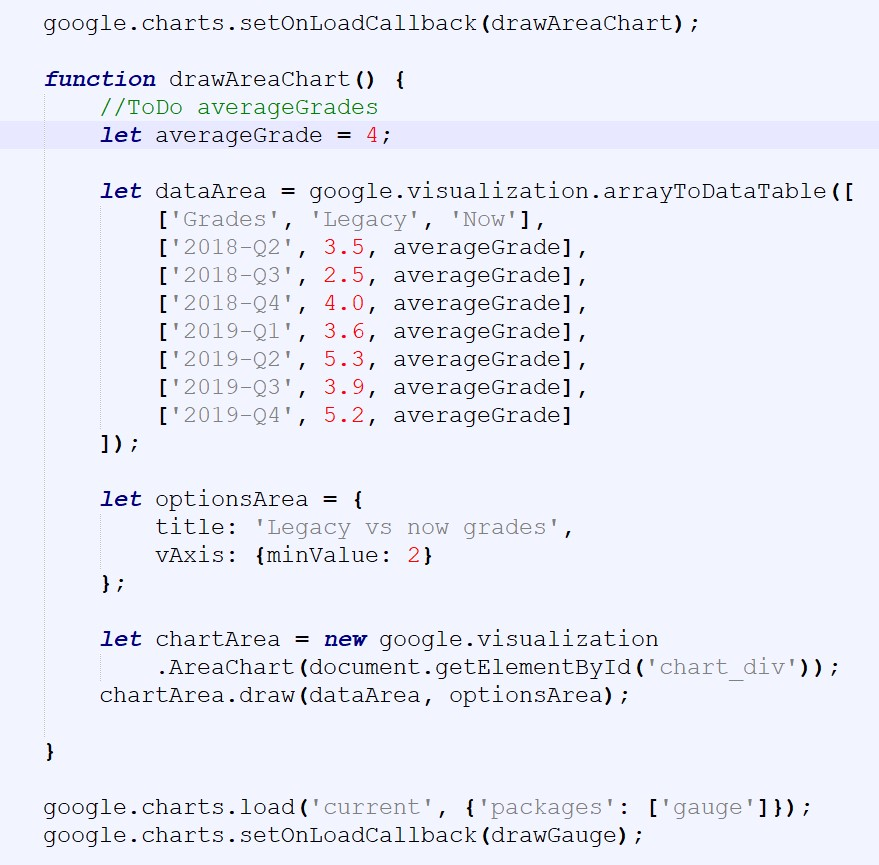 google.charts.setOnLoadCallback(drawAreaChart);
function drawAreaChart() {
//ToDo averageGrades
let averageGrade = 4;
let dataArea = google.visualization.arrayToDataTable([
['Grades', 'Legacy', 'Now'],
['2018-Q2', 3.5, averageGrade],
['2018-Q3', 2.5, averageGrade],
['2018-Q4', 4.0, averageGrade],
['2019-Q1', 3.6, averageGrade],
['2019-Q2', 5.3, averageGrade],
['2019-Q3', 3.9, averageGrade],
['2019-Q4', 5.2, averageGrade]
]);
let optionsArea = {
title: 'Legacy vs now grades',
vAxis: {minValue: 2}
};
let chartArea = new google.visualization
.AreaChart(document.getElementById('chart_div'));
chartArea.draw(dataArea, optionsArea);
}
google.charts.load('current', {'packages': ['gauge']});
google.charts.setOnLoadCallback(drawGauge);